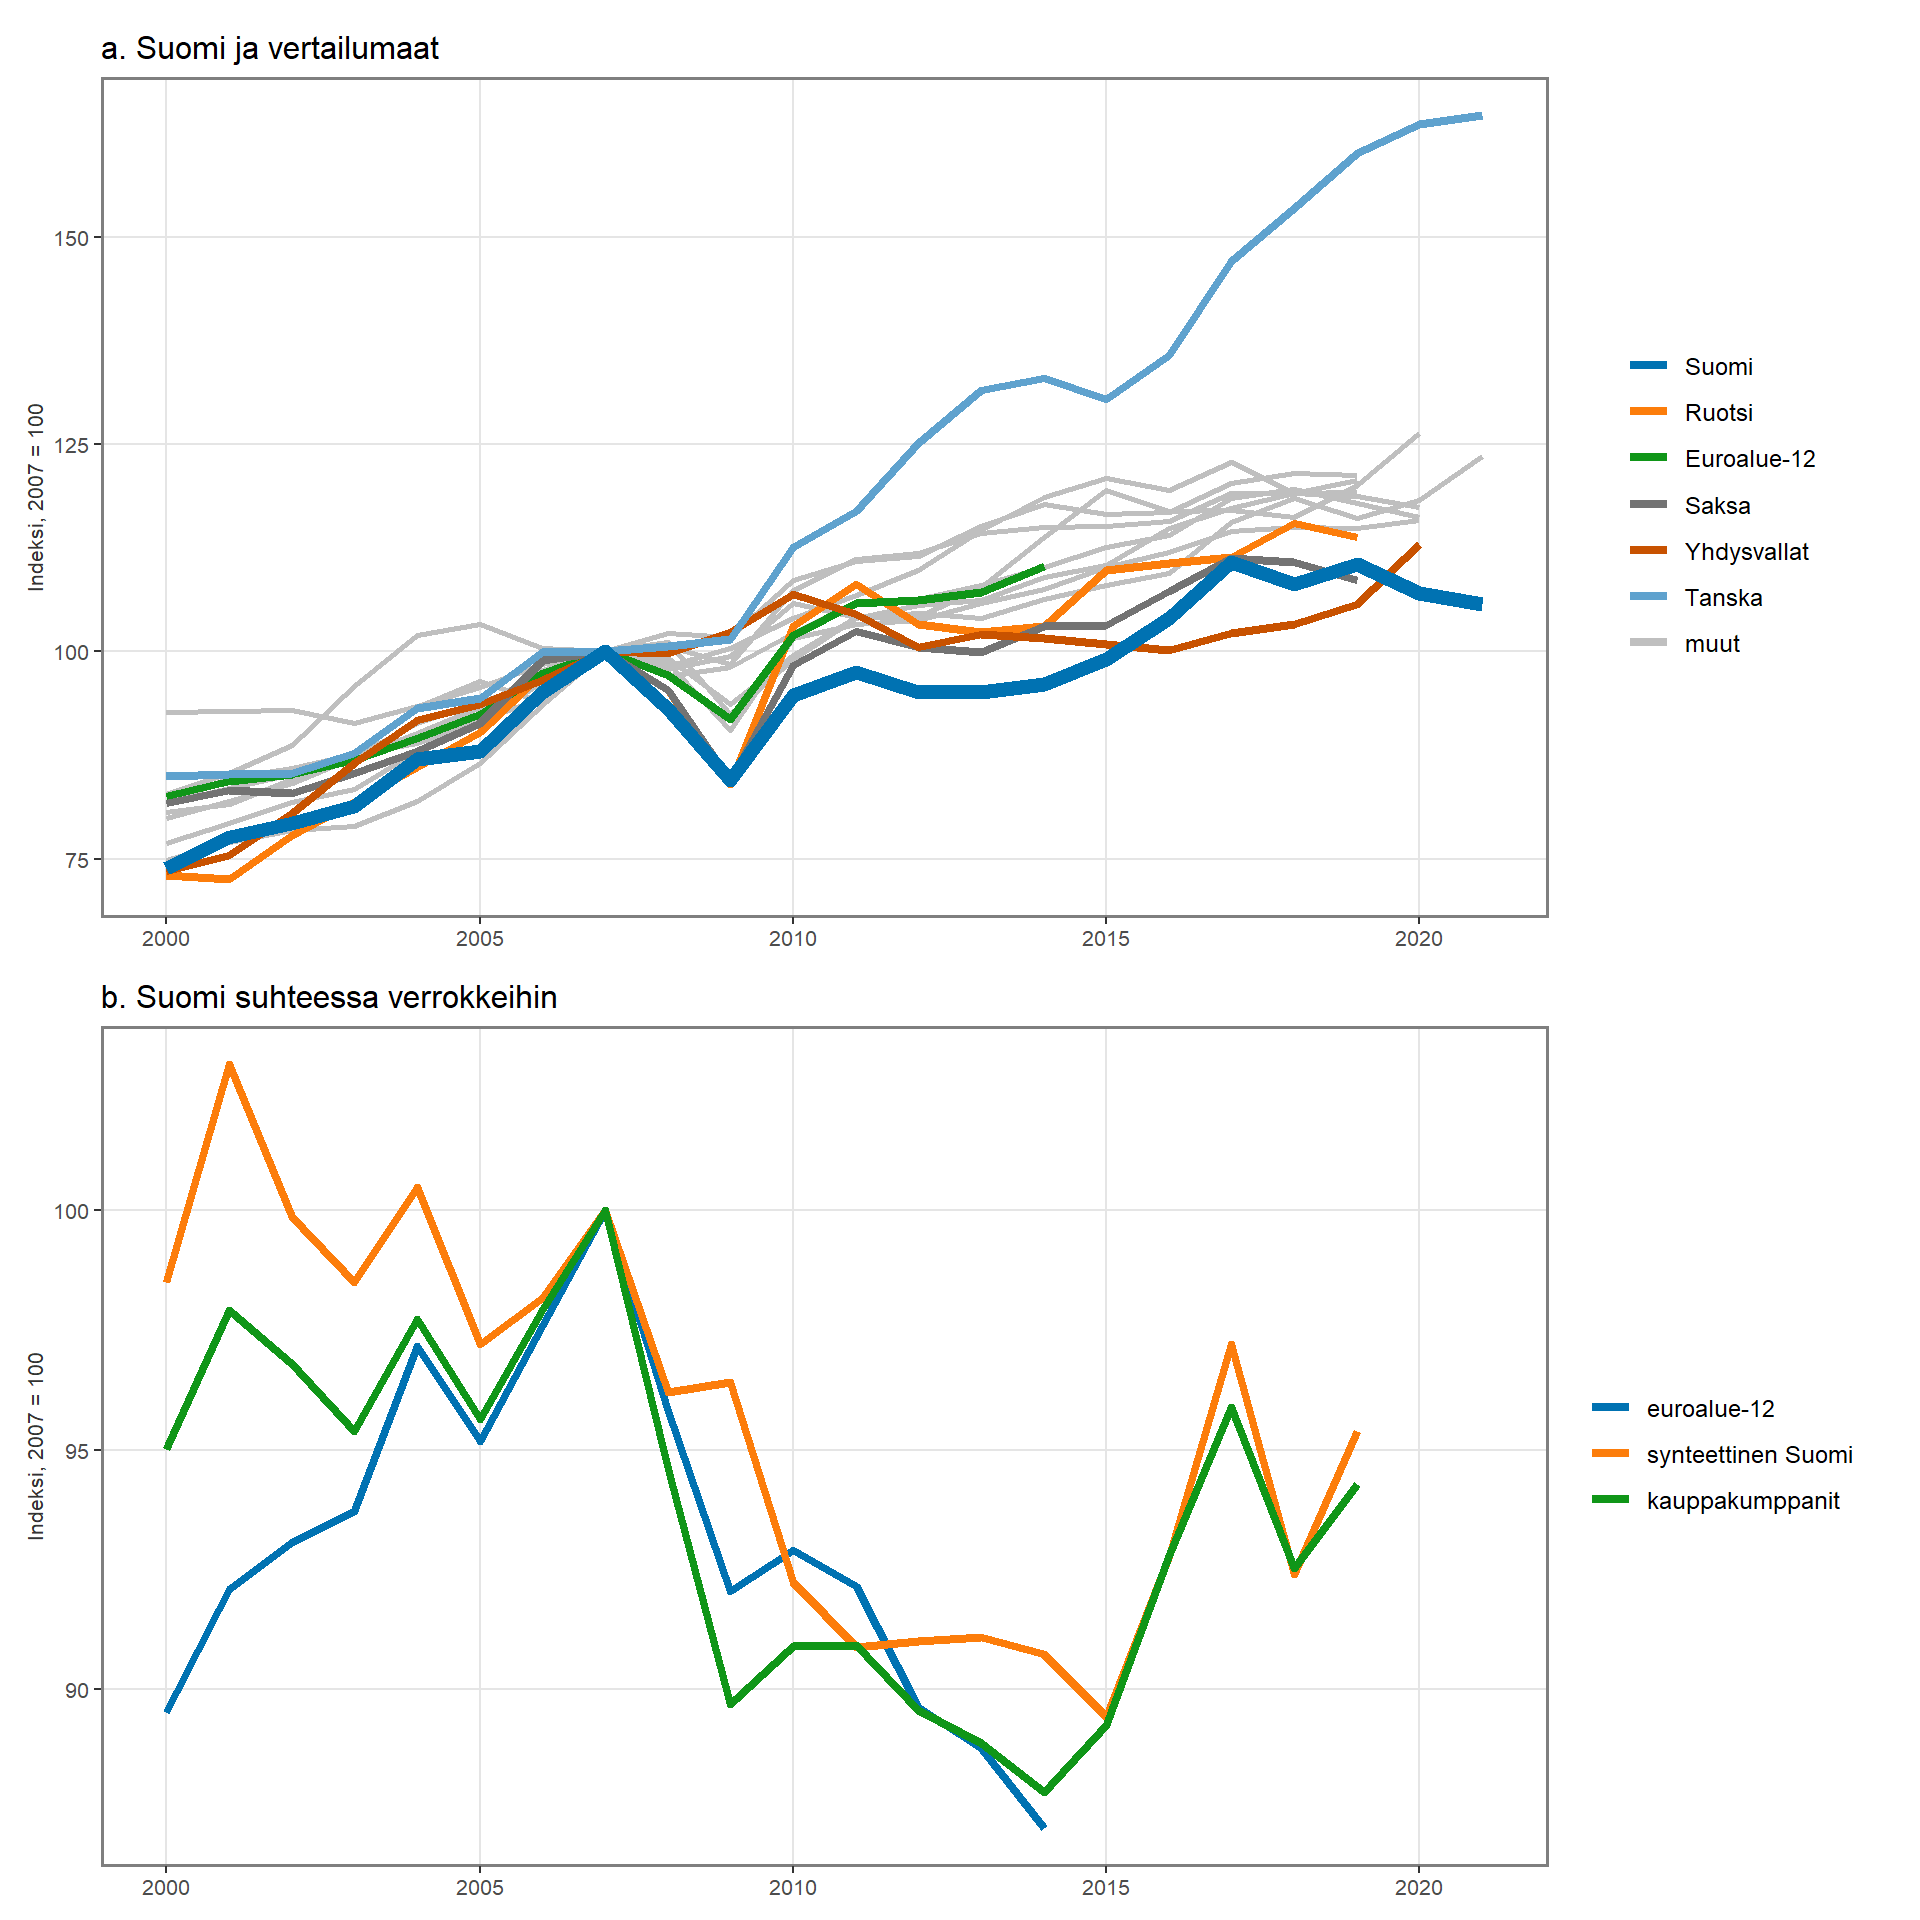 a. Suomi ja vertailumaat
Indeksi, 2007 = 100
150
125
100
75
2000
2005
2010
2015
2020
Suomi
Ruotsi
Euroalue-12
Saksa
Yhdysvallat
Tanska
muut
b. Suomi suhteessa verrokkeihin
Indeksi, 2007 = 100
100
95
90
2000
2005
2010
2015
2020
euroalue-12
synteettinen Suomi
kauppakumppanit